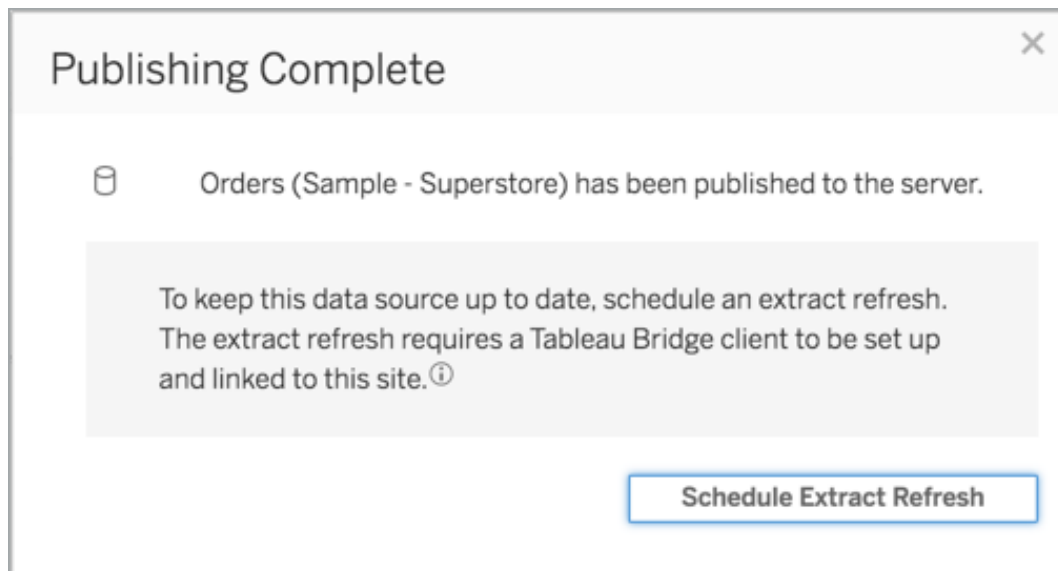 Publishing Complete
Orders (Sample - Superstore) has been published to the server.
To keep this data source up to date, schedule an extract refresh.
The extract refresh requires a Tableau Bridge client to be set up
and linked to this site.
Schedule Extract Refresh